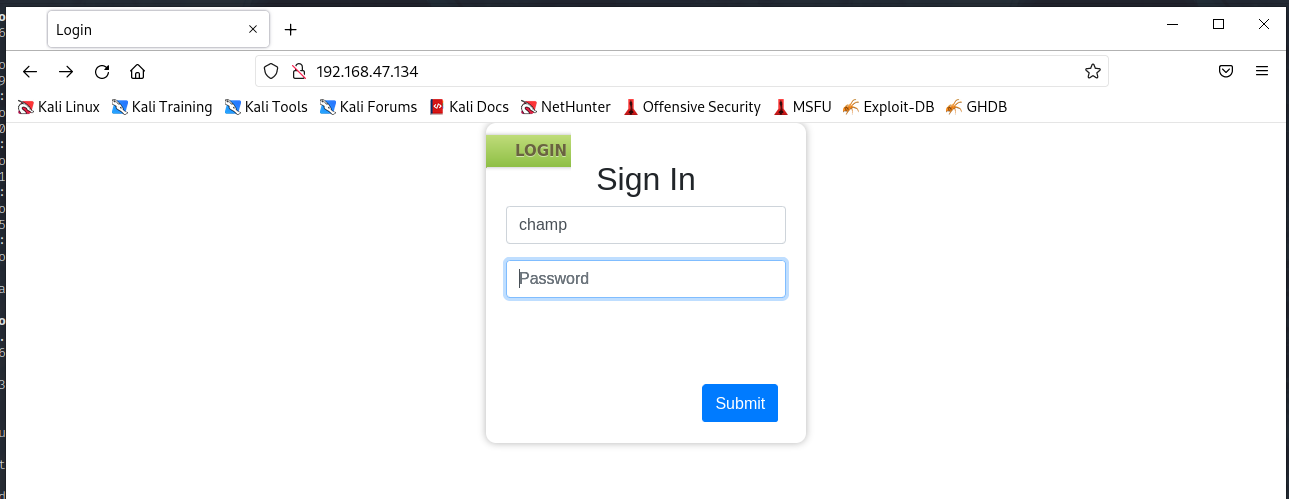 Login
192.168.47.134
Kali Linux Kali Training Kali Tools Kali Forums Kali Docs NetHunter Offensive Security MSFU Exploit-DB GHDB
LOGIN
Sign In
champ
Password
Submit